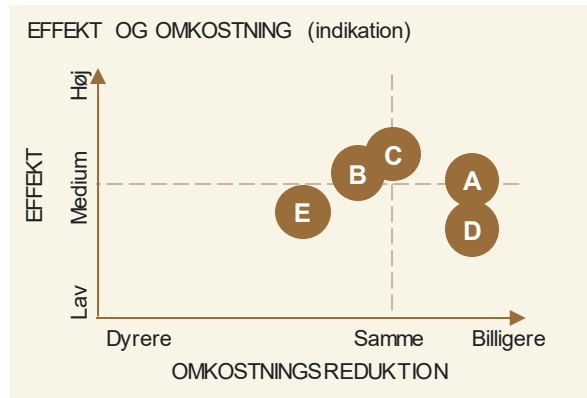 EFFEKT OG OMKOSTNING (indikation)
Høj
EFFEKT
Medium
Lav
C
B
A
E
D
Dyrere
Samme
Billigere
OMKOSTNINGSREDUKTION